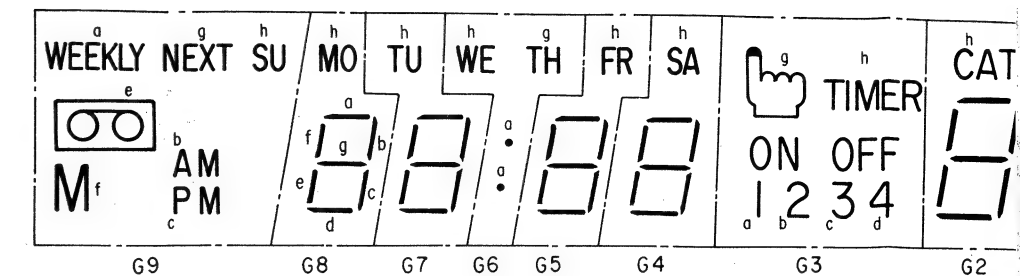 a g h h h h g h h g h h
WEEKLY NEXT SU MO TU WE TH FR SA TIMER CAT
e
a
f g b
e c
d
a
a
b
AM
M f
PM
c
ON OFF
1 2 3 4
a b c d
G9 G8 G7 G6 G5 G4 G3 G2